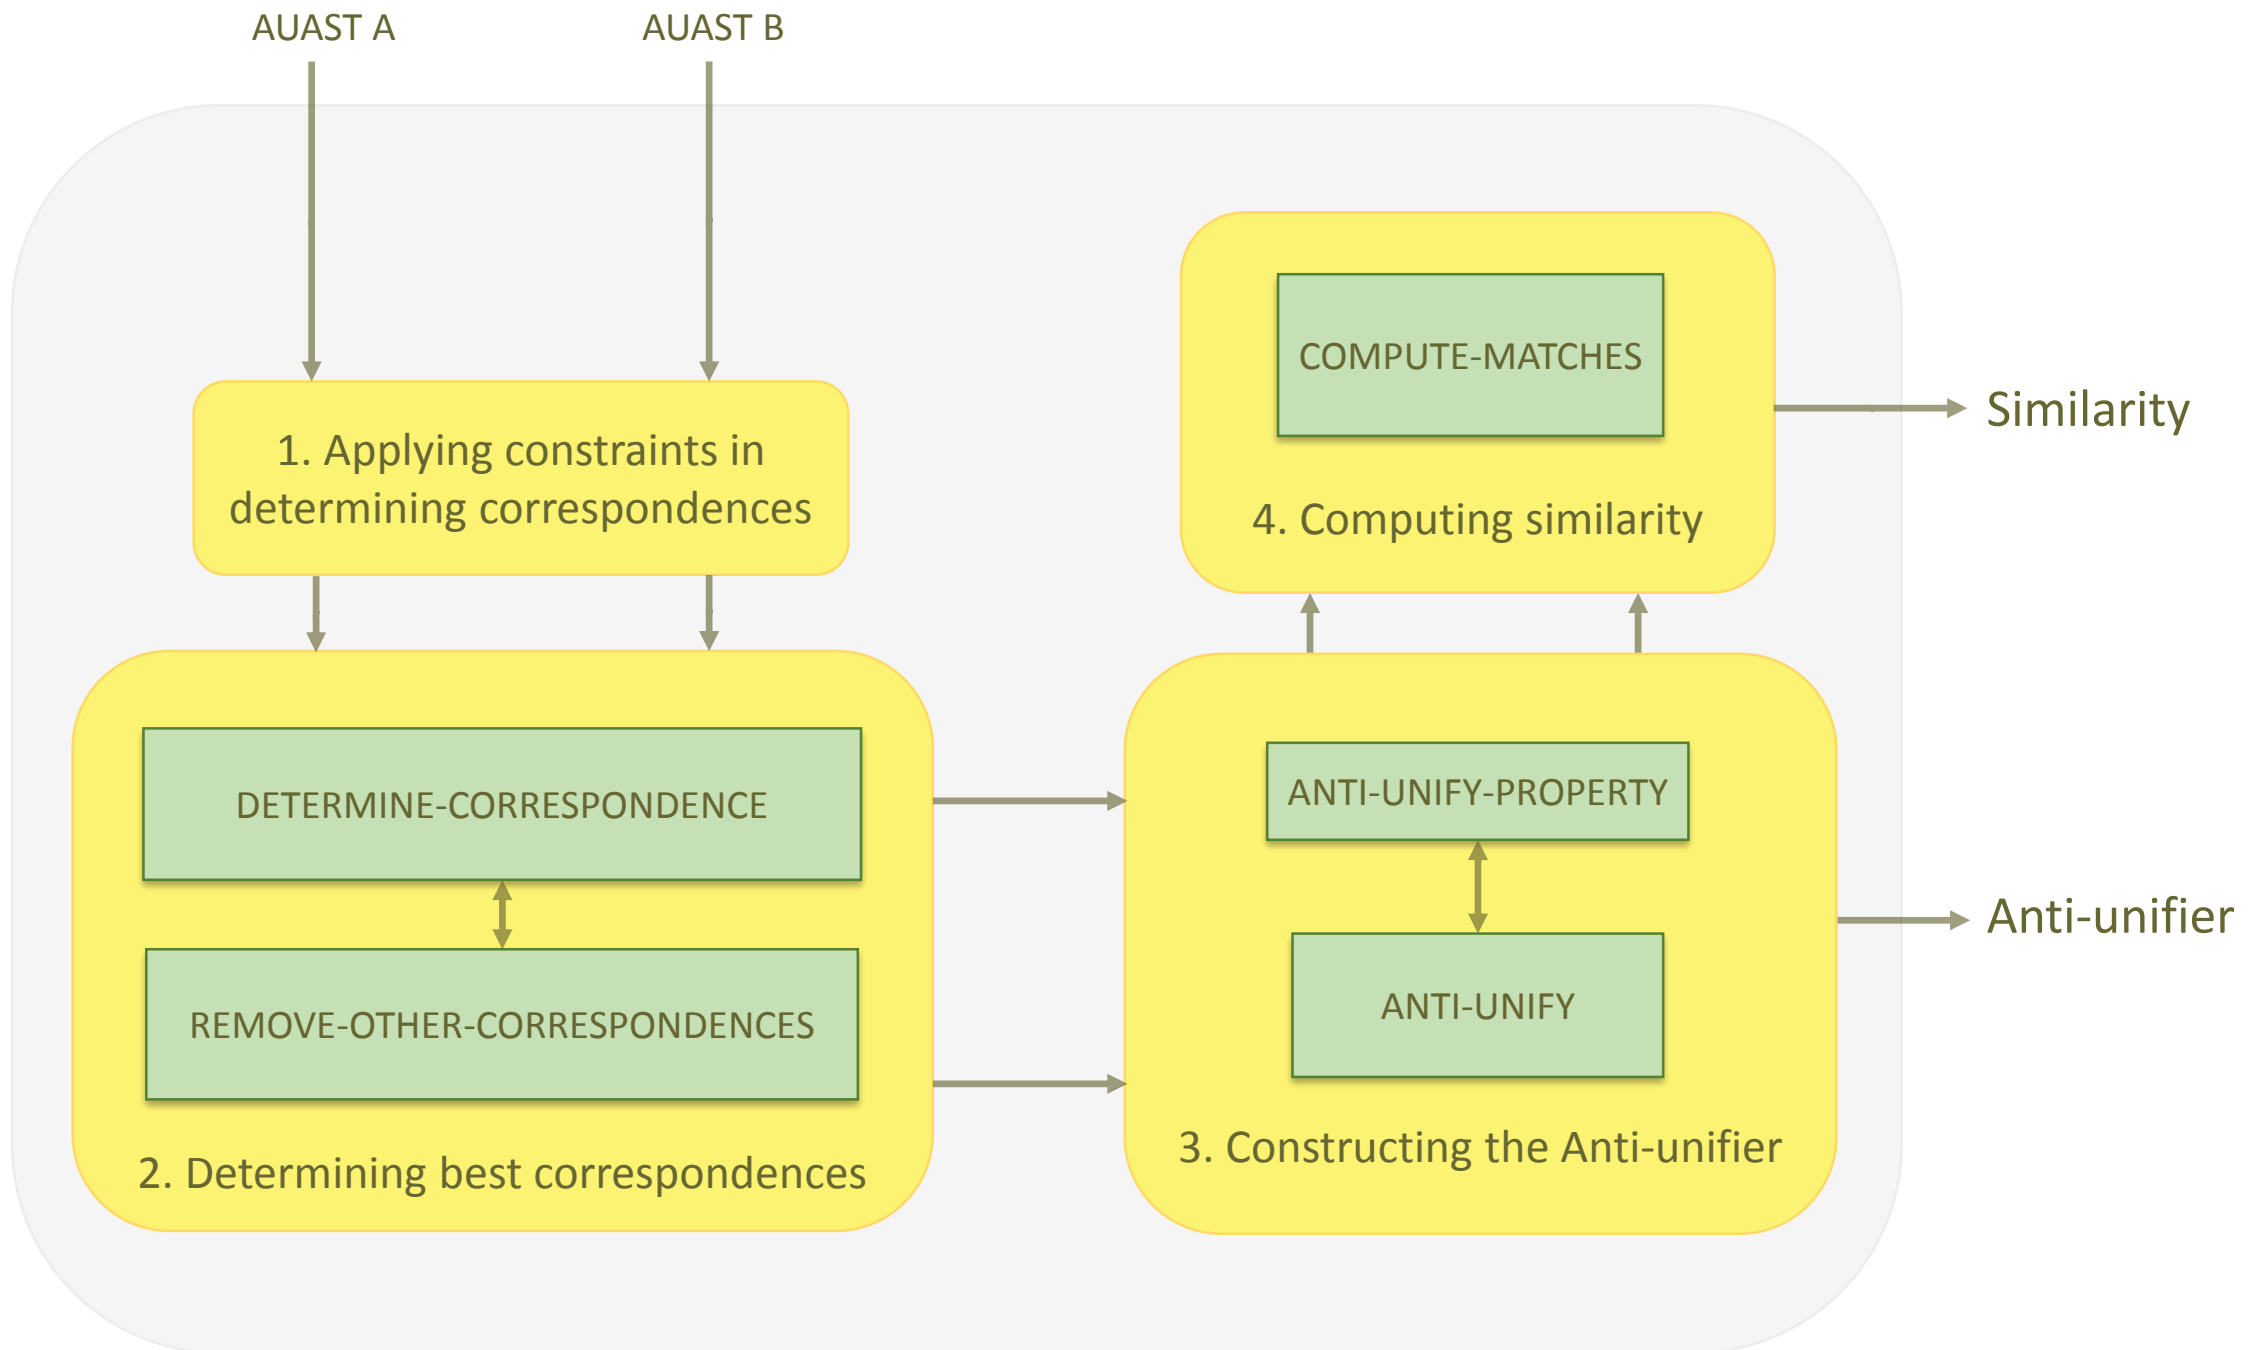 AUAST A
AUAST B
1. Applying constraints in
determining correspondences
DETERMINE-CORRESPONDENCE
REMOVE-OTHER-CORRESPONDENCES
2. Determining best correspondences
ANTI-UNIFY-PROPERTY
ANTI-UNIFY
3. Constructing the Anti-unifier
COMPUTE-MATCHES
4. Computing similarity
Similarity
Anti-unifier